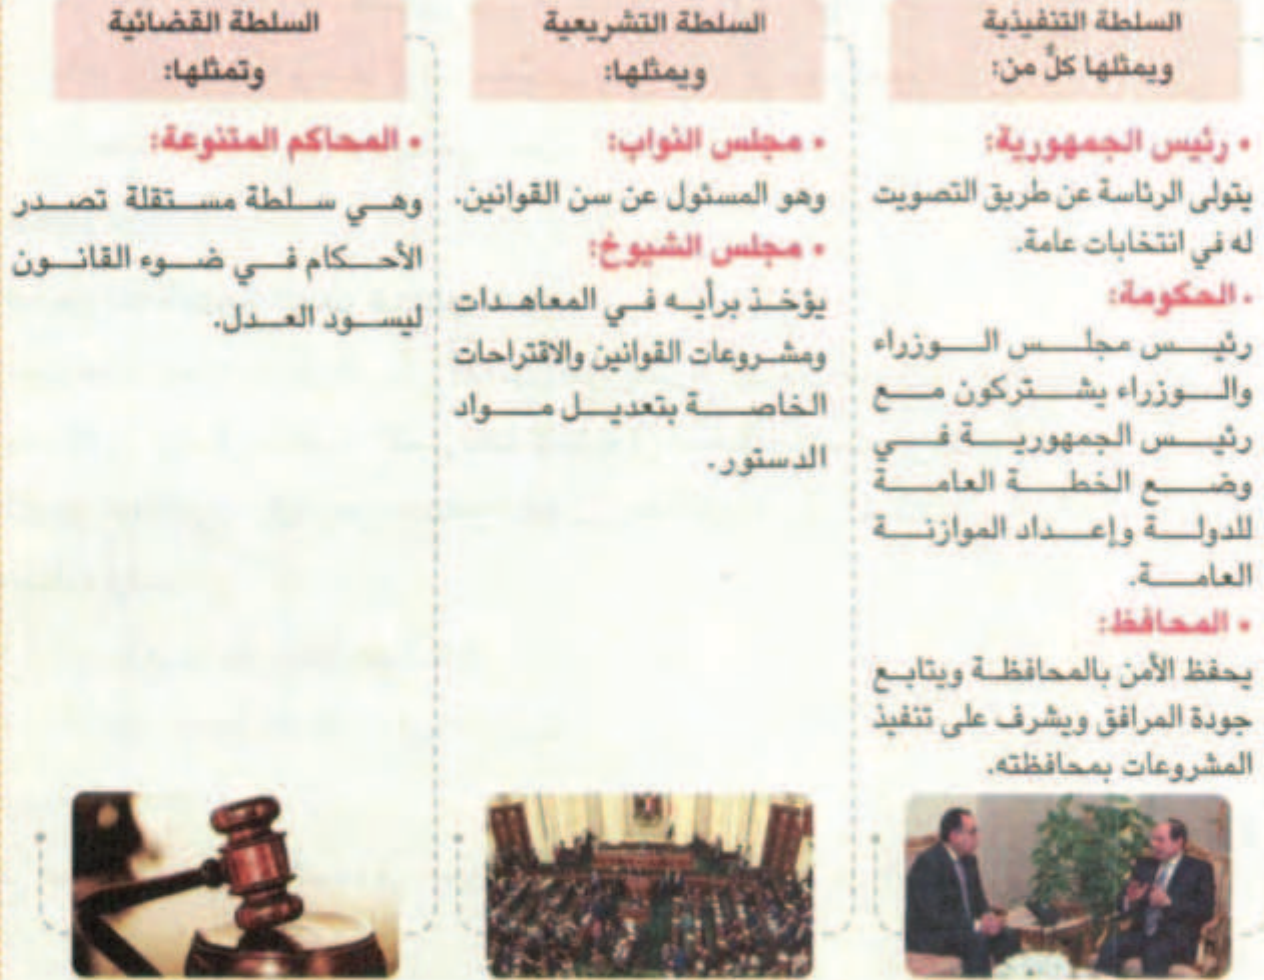 السلطة التنفيذية
ويمثلها كلٌّ من:
• رئيس الجمهورية:
يتولى الرئاسة عن طريق التصويت
له في انتخابات عامة.
• الحكومة:
رئيس مجلس الوزراء
والوزراء يشتركون مع
رئيس الجمهورية في
وضع الخطة العامة
للدولة وإعداد الموازنة
العامة.
• المحافظ:
يحفظ الأمن بالمحافظة ويتابع
جودة المرافق ويشرف على تنفيذ
المشروعات بمحافظته.
السلطة التشريعية
ويمثلها:
• مجلس النواب:
وهو المسئول عن سن القوانين.
• مجلس الشيوخ:
يؤخذ برأيه في المعاهدات
ومشروعات القوانين والاقتراحات
الخاصة بتعديل مواد
الدستور.
السلطة القضائية
وتمثلها:
• المحاكم المتنوعة:
وهي سلطة مستقلة تصدر
الأحكام في ضوء القانون
ليسود العدل.